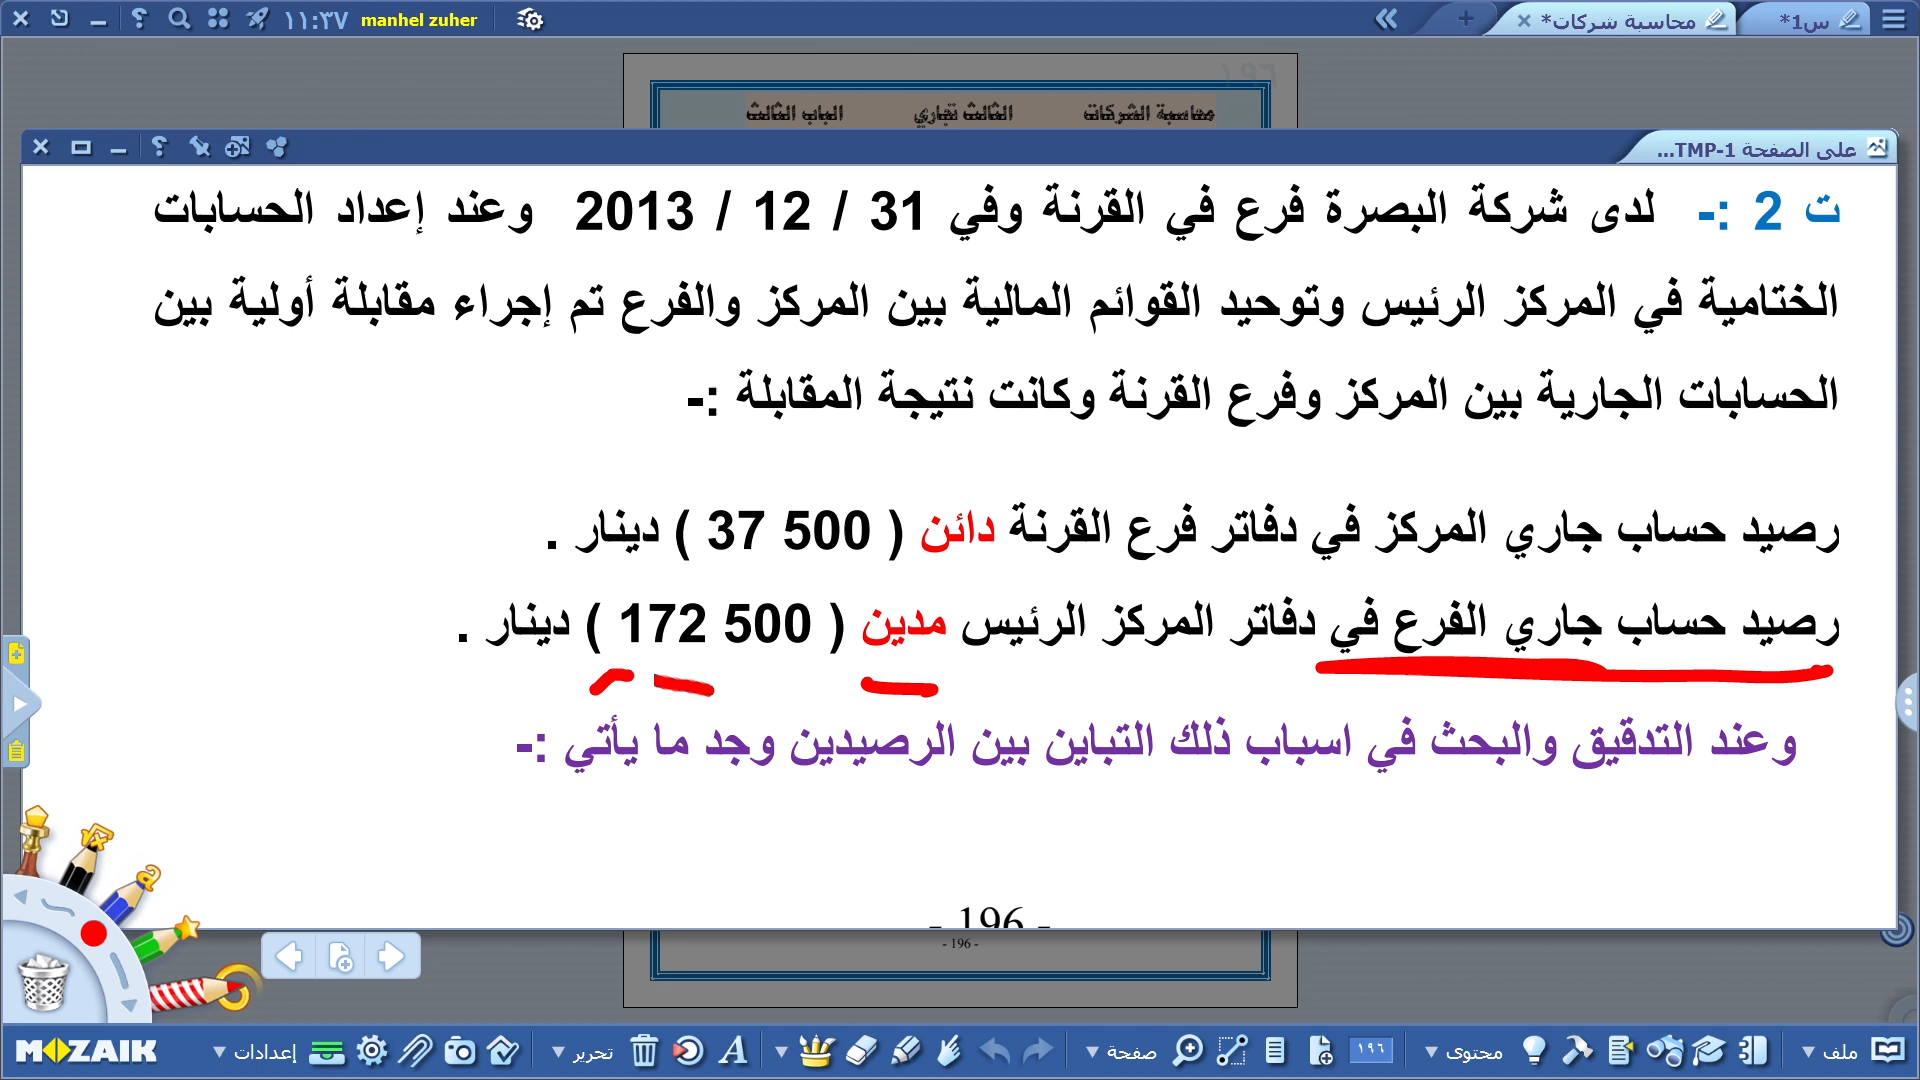 س1*
محاسبة شركات*
manhel zuher
١١:٣٧
١٩٦
محاسبة الشركات الثالث تجاري الباب الثالث
على الصفحة TMP-1...
ت 2 :- لدى شركة البصرة فرع في القرنة وفي 31 / 12 / 2013 وعند إعداد الحسابات
الختامية في المركز الرئيس وتوحيد القوائم المالية بين المركز والفرع تم إجراء مقابلة أولية بين
الحسابات الجارية بين المركز وفرع القرنة وكانت نتيجة المقابلة :-
رصيد حساب جاري المركز في دفاتر فرع القرنة دائن ( 500 37 ) دينار .
رصيد حساب جاري الفرع في دفاتر المركز الرئيس مدين ( 500 172 ) دينار .
وعند التدقيق والبحث في اسباب ذلك التباين بين الرصيدين وجد ما يأتي :-
- 196 -
- 196 -
ملف
محتوى
١٩٦
صفحة
تحرير
إعدادات
MOZAIK